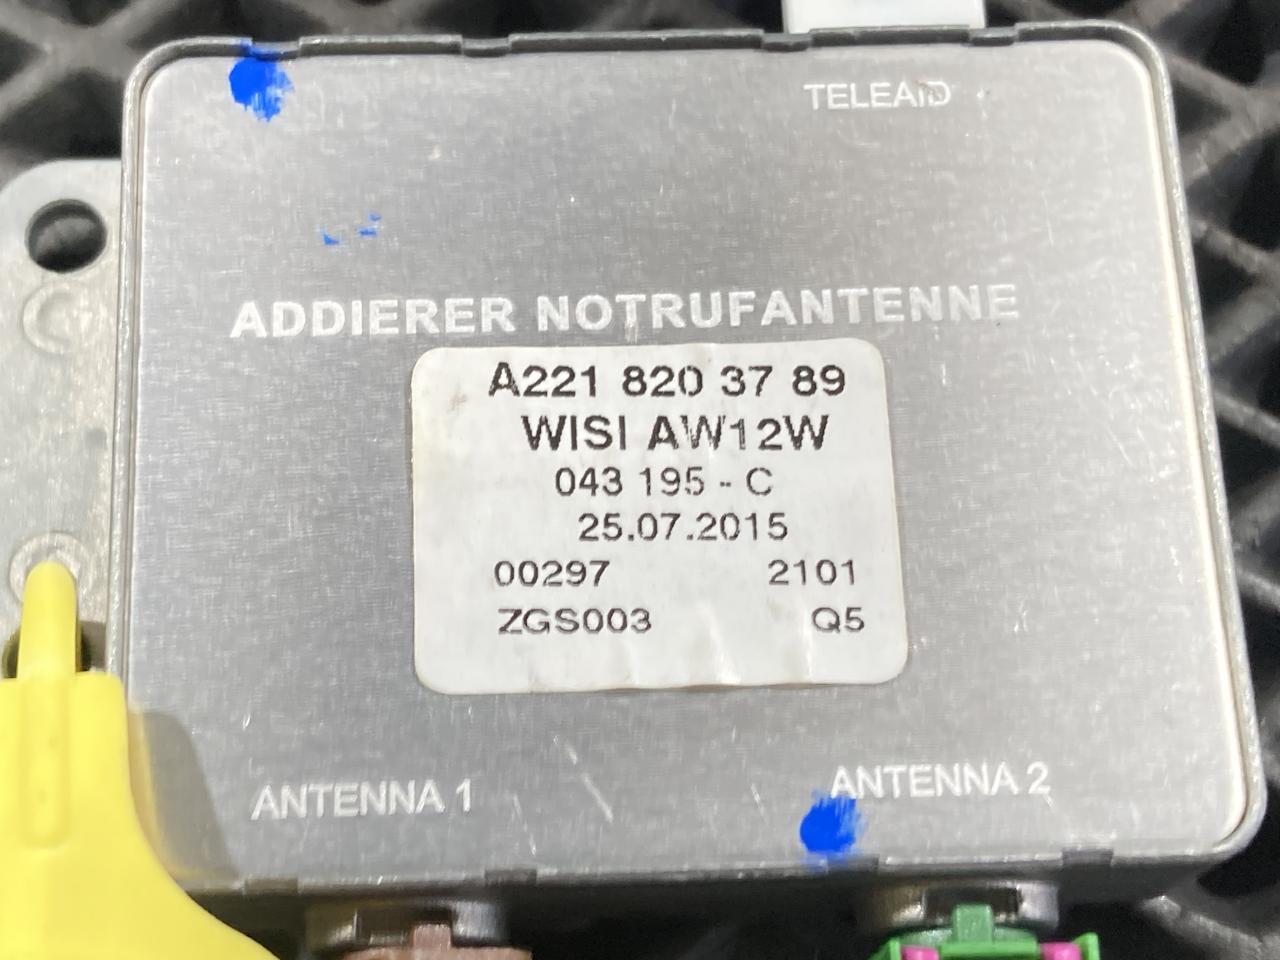 TELEAID
ADDIERER NOTRUFANTENNE
A221 820 37 89
WISI AW12W
043 195 - C
25.07.2015
00297 2101
ZGS003 Q5
ANTENNA 1 ANTENNA 2